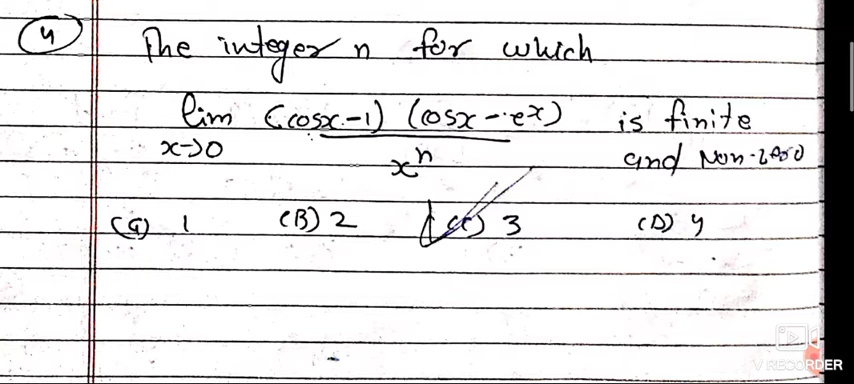 4
The integer n for which
lim (cosx-1) (cosx-e^x) is finite
x→0 x^n and Non-zero
(a) 1 (B) 2 (C) 3 (D) 4
V RECORDER